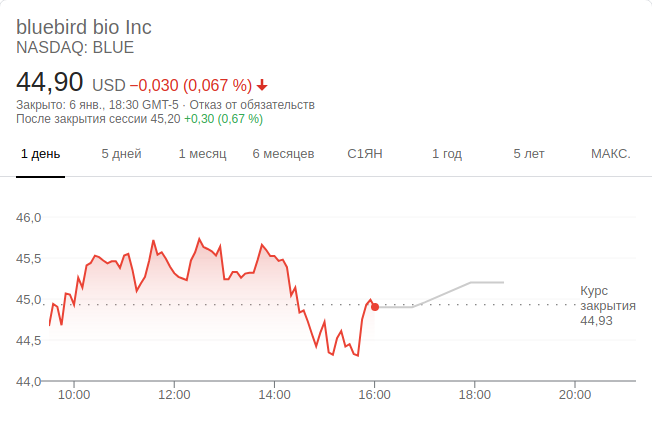 bluebird bio Inc
NASDAQ: BLUE
44,90 USD −0,030 (0,067 %)
Закрыто: 6 янв., 18:30 GMT-5 · Отказ от обязательств
После закрытия сессии 45,20 +0,30 (0,67 %)
1 день 5 дней 1 месяц 6 месяцев С1ЯН 1 год 5 лет МАКС.
46,0
45,5
45,0
44,5
44,0
Курс
закрытия
44,93
10:00 12:00 14:00 16:00 18:00 20:00